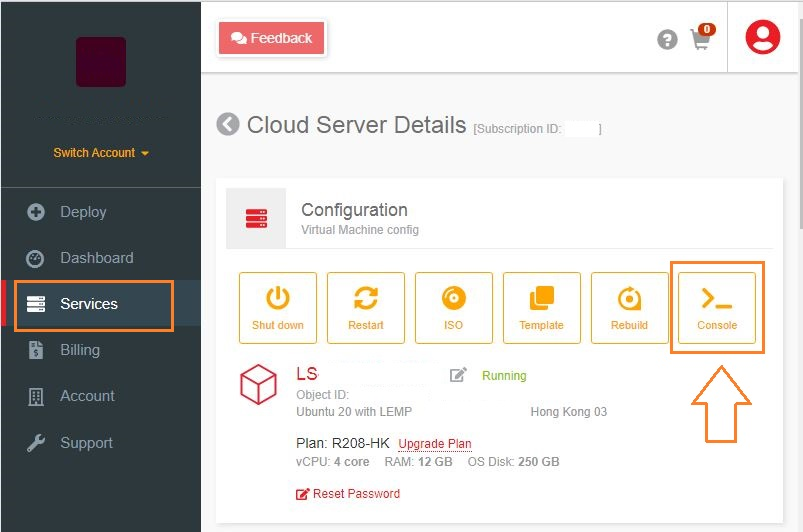 Feedback
0
Switch Account
Deploy
Dashboard
Services
Billing
Account
Support
Cloud Server Details [Subscription ID: ]
Configuration
Virtual Machine config
Shut down
Restart
ISO
Template
Rebuild
Console
LS
Running
Object ID:
Ubuntu 20 with LEMP
Hong Kong 03
Plan: R208-HK Upgrade Plan
vCPU: 4 core RAM: 12 GB OS Disk: 250 GB
Reset Password